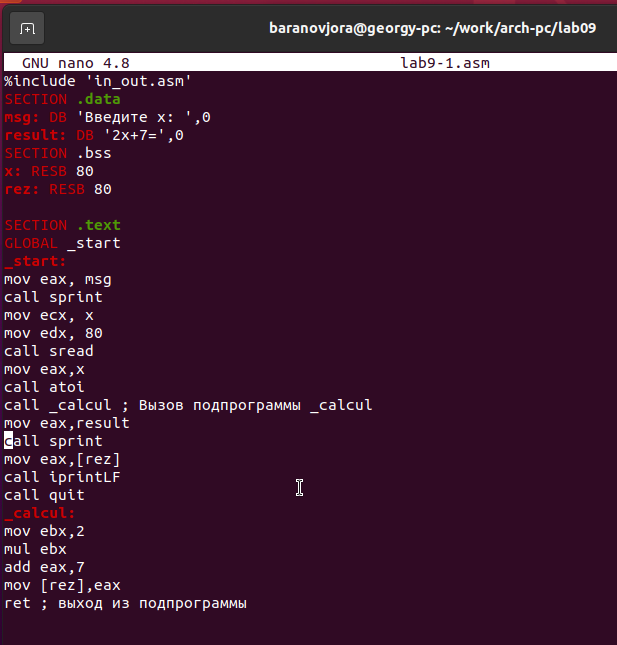 baranovjora@georgy-pc: ~/work/arch-pc/lab09
GNU nano 4.8 lab9-1.asm
%include 'in_out.asm'
SECTION .data
msg: DB 'Введите x: ',0
result: DB '2x+7=',0
SECTION .bss
x: RESB 80
rez: RESB 80

SECTION .text
GLOBAL _start
_start:
mov eax, msg
call sprint
mov ecx, x
mov edx, 80
call sread
mov eax,x
call atoi
call _calcul ; Вызов подпрограммы _calcul
mov eax,result
call sprint
mov eax,[rez]
call iprintLF
call quit
_calcul:
mov ebx,2
mul ebx
add eax,7
mov [rez],eax
ret ; выход из подпрограммы